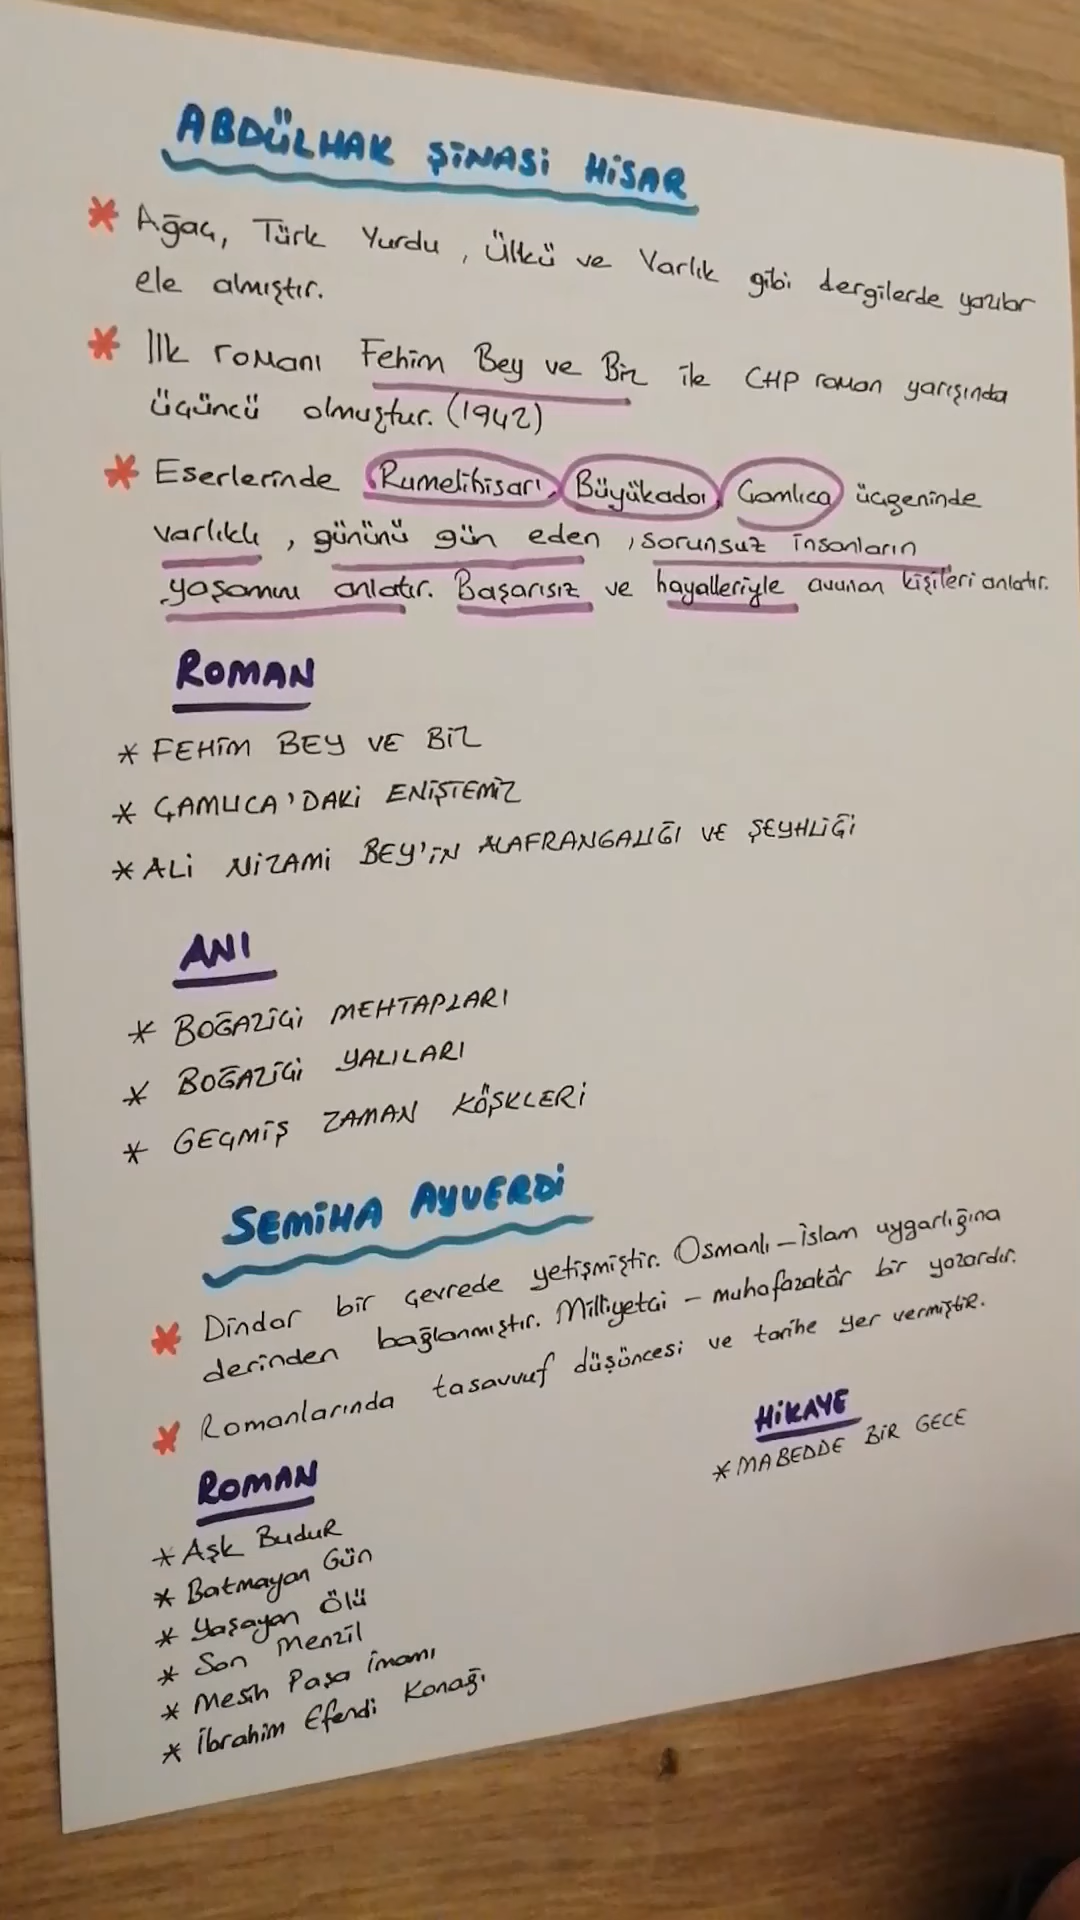 ABDÜLHAK ŞİNASİ HİSAR
* Ağaç, Türk Yurdu, Ülkü ve Varlık gibi dergilerde yazılar
ele almıştır.
* İlk romanı Fehim Bey ve Biz ile CHP roman yarışında
üçüncü olmuştur. (1942)
* Eserlerinde Rumelihisarı, Büyükada, Çamlıca üçgeninde
varlıklı, gününü gün eden, sorunsuz insanların
yaşamını anlatır. Başarısız ve hayalleriyle avunan kişileri anlatır.
ROMAN
* FEHİM BEY VE BİZ
* ÇAMLICA'DAKİ ENİŞTEMİZ
* ALİ NİZAMİ BEY'İN ALAFRANGALIĞI VE ŞEYHLİĞİ
ANI
* BOĞAZİÇİ MEHTAPLARI
* BOĞAZİÇİ YALILARI
* GEÇMİŞ ZAMAN KÖŞKLERİ
SEMİHA AYVERDİ
* Dindar bir çevrede yetişmiştir. Osmanlı – İslam uygarlığına
derinden bağlanmıştır. Milliyetçi – muhafazakâr bir yazardır.
* Romanlarında tasavvuf düşüncesi ve tarihe yer vermiştir.
HİKAYE
* MABEDDE BİR GECE
ROMAN
* Aşk Budur
* Batmayan Gün
* Yaşayan Ölü
* Son Menzil
* Mesih Paşa İmamı
* İbrahim Efendi Konağı